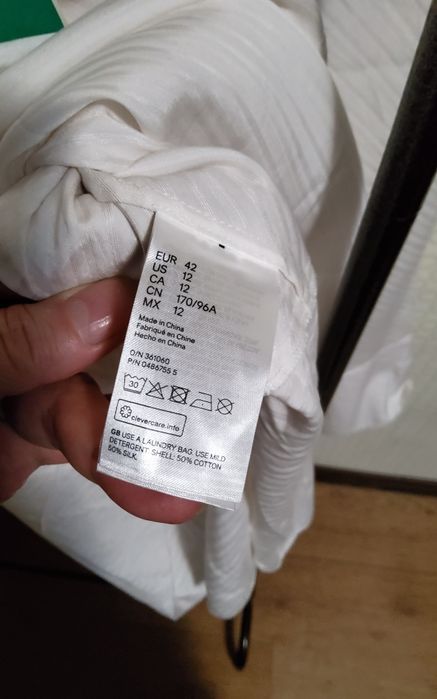 EUR 42
US 12
CA 12
CN 170/96A
MX 12
Made in China
Fabriqué en Chine
Hecho en China
O/N 361060
P/N 0486755 5
30
clevercare.info
GB USE A LAUNDRY BAG. USE MILD
DETERGENT. SHELL: 50% COTTON
50% SILK.